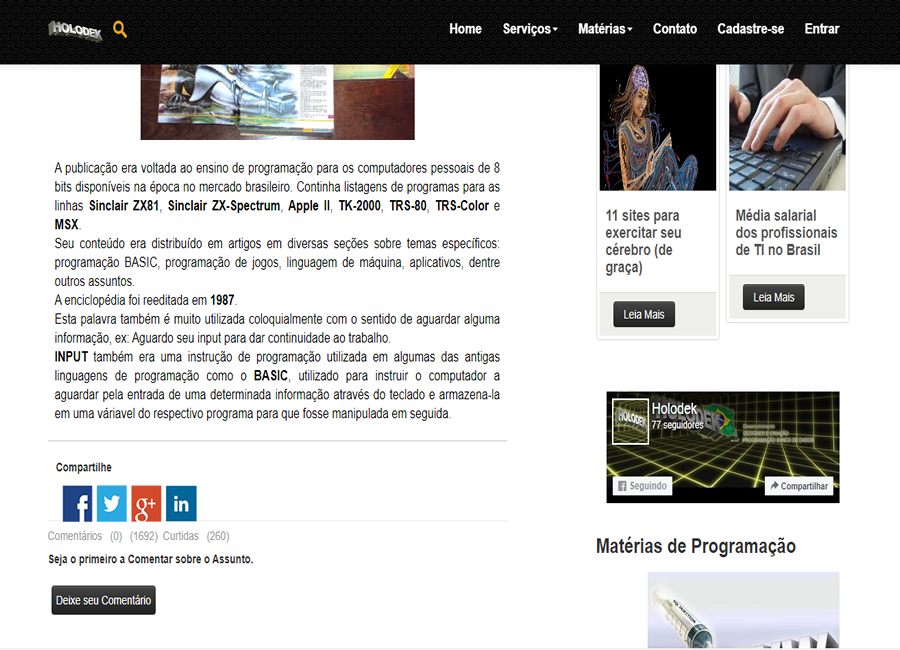 HOLODEK
Home Serviços Matérias Contato Cadastre-se Entrar
A publicação era voltada ao ensino de programação para os computadores pessoais de 8
bits disponíveis na época no mercado brasileiro. Continha listagens de programas para as
linhas Sinclair ZX81, Sinclair ZX-Spectrum, Apple II, TK-2000, TRS-80, TRS-Color e
MSX.
Seu conteúdo era distribuído em artigos em diversas seções sobre temas específicos:
programação BASIC, programação de jogos, linguagem de máquina, aplicativos, dentre
outros assuntos.
A enciclopédia foi reeditada em 1987.
Esta palavra também é muito utilizada coloquialmente com o sentido de aguardar alguma
informação, ex: Aguardo seu input para dar continuidade ao trabalho.
INPUT também era uma instrução de programação utilizada em algumas das antigas
linguagens de programação como o BASIC, utilizado para instruir o computador a
aguardar pela entrada de uma determinada informação através do teclado e armazena-la
em uma váriavel do respectivo programa para que fosse manipulada em seguida.
Compartilhe
f g+ in
Comentários (0) (1692) Curtidas (260)
Seja o primeiro a Comentar sobre o Assunto.
Deixe seu Comentário
11 sites para
exercitar seu
cérebro (de
graça)
Leia Mais
Média salarial
dos profissionais
de TI no Brasil
Leia Mais
HOLODEK
Holodek
77 seguidores
PROGRAMAÇÃO BANCO DE DADOS
Seguindo
Compartilhar
Matérias de Programação